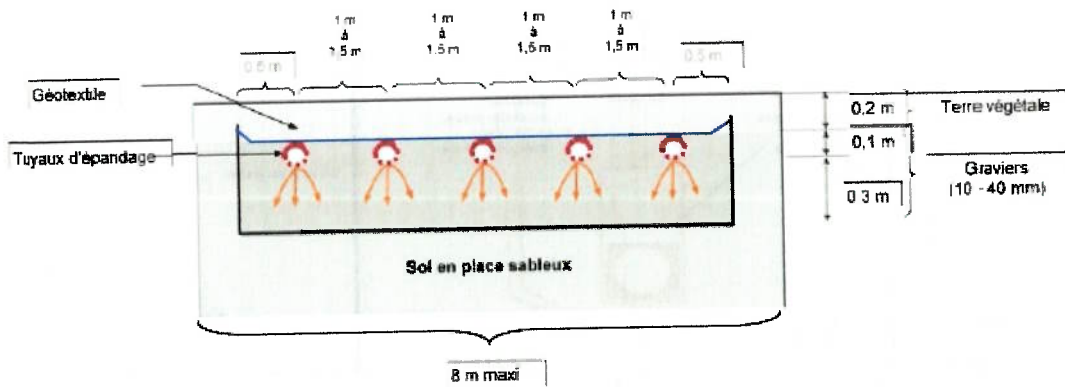 1 m
à
1,5 m
1 m
à
1.5 m
1 m
à
1,5 m
1 m
à
1,5 m
0.5 m
0.5 m
Géotextile
Tuyaux d'épandage
0.2 m
Terre végétale
0,1 m
Graviers
(10 - 40 mm)
0 3 m
Sol en place sableux
8 m maxi